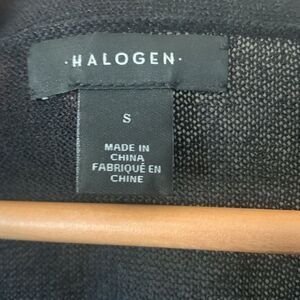 ·HALOGEN·
S
MADE IN
CHINA
FABRIQUÉ EN
CHINE